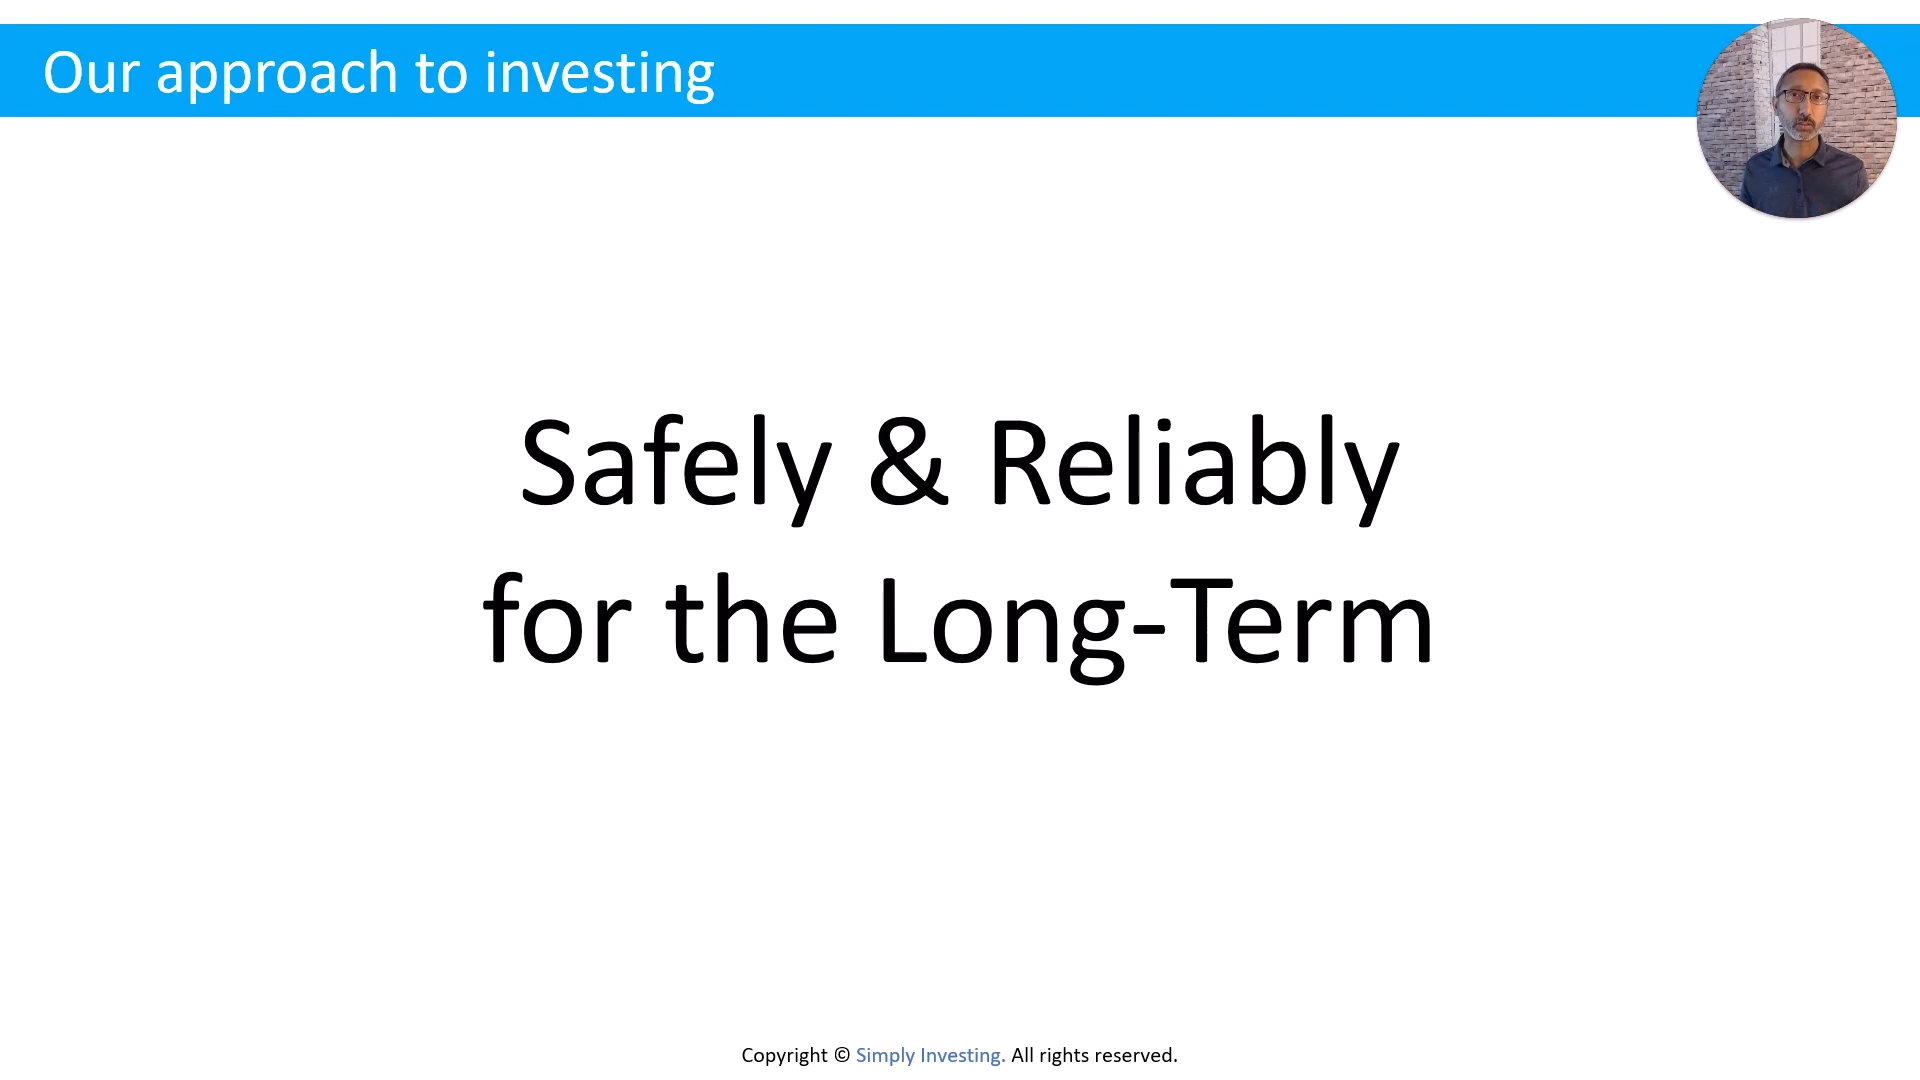 Our approach to investing
Safely & Reliably
for the Long-Term
Copyright © Simply Investing. All rights reserved.